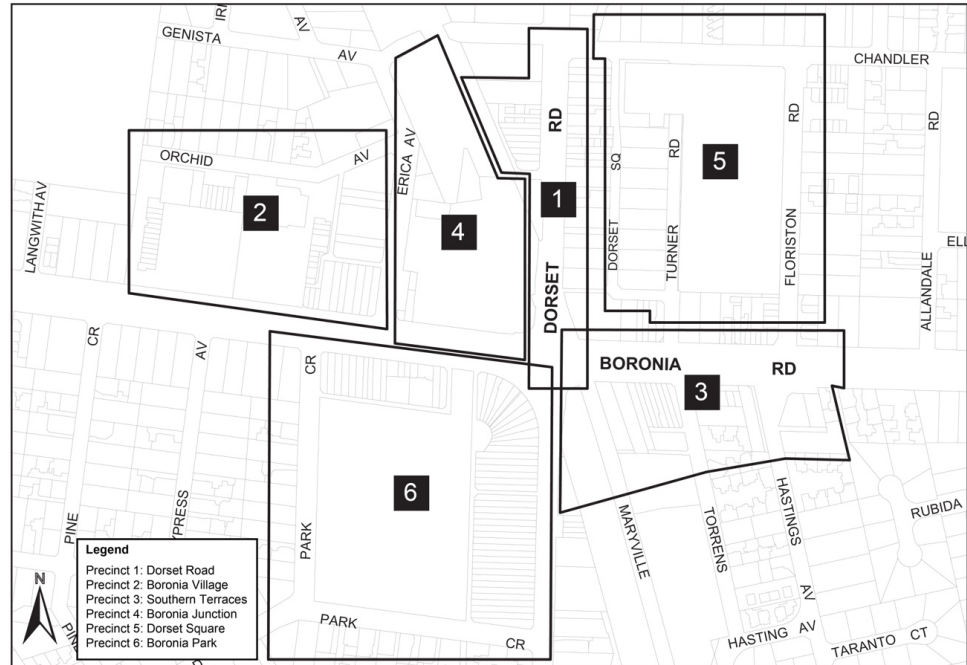 IRI
AV
GENISTA
AV
CHANDLER
RD
RD
ORCHID
AV
ERICA AV
SQ
RD
RD
5
1
2
4
LANGWITH AV
DORSET
TURNER
FLORISTON
ELL
ALLANDALE
DORSET
CR
AV
CR
BORONIA RD
3
6
PINE
YPRESS
PARK
MARYVILLE
TORRENS
HASTINGS
AV
RUBIDA
PARK
CR
HASTING AV
TARANTO CT
N
PINE
D
Legend
Precinct 1: Dorset Road
Precinct 2: Boronia Village
Precinct 3: Southern Terraces
Precinct 4: Boronia Junction
Precinct 5: Dorset Square
Precinct 6: Boronia Park